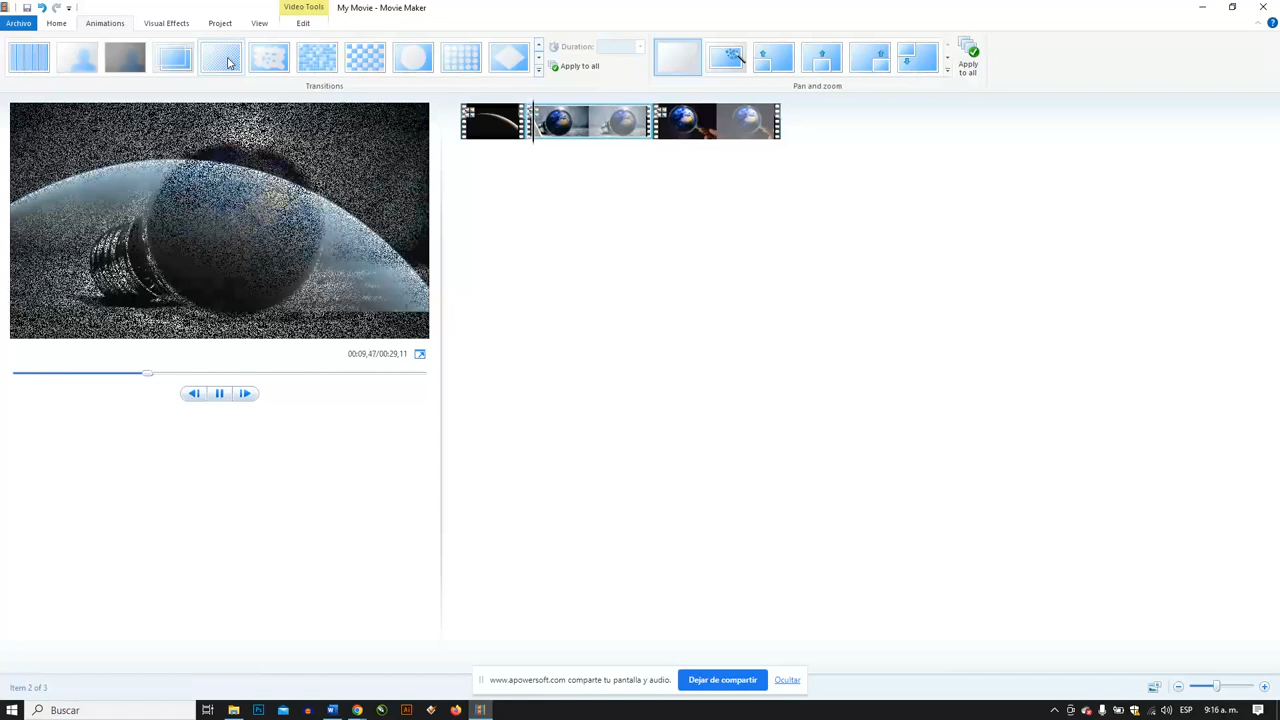 Video Tools
My Movie - Movie Maker
Archivo
Home
Animations
Visual Effects
Project
View
Edit
Duration:
Apply to all
Apply to all
Transitions
Pan and zoom
00:09,47/00:29,11
www.apowersoft.com comparte tu pantalla y audio.
Dejar de compartir
Ocultar
Item 2 of 3
Buscar
ESP
9:16 a. m.